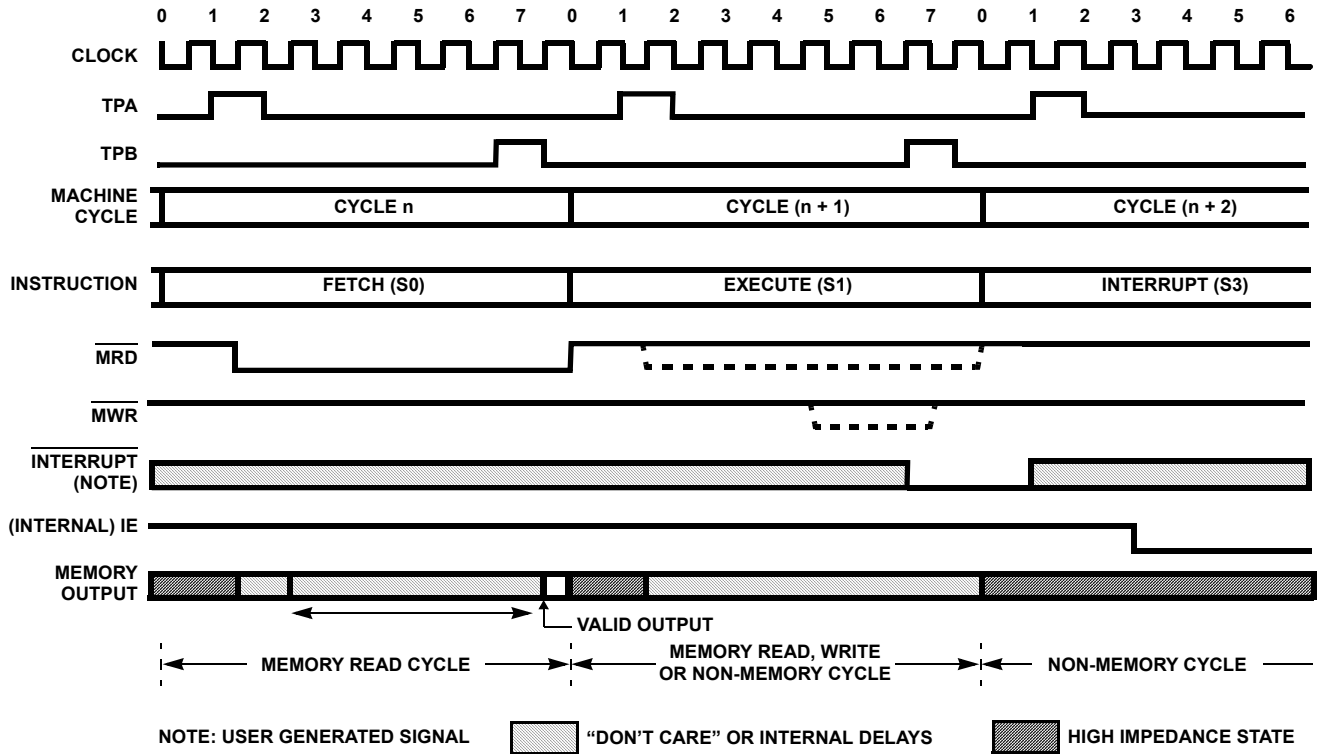 0 1 2 3 4 5 6 7 0 1 2 3 4 5 6 7 0 1 2 3 4 5 6
CLOCK
TPA
TPB
MACHINE
CYCLE
CYCLE n
CYCLE (n + 1)
CYCLE (n + 2)
INSTRUCTION
FETCH (S0)
EXECUTE (S1)
INTERRUPT (S3)
MRD
MWR
INTERRUPT
(NOTE)
(INTERNAL) IE
MEMORY
OUTPUT
VALID OUTPUT
MEMORY READ CYCLE
MEMORY READ, WRITE
OR NON-MEMORY CYCLE
NON-MEMORY CYCLE
NOTE: USER GENERATED SIGNAL
“DON’T CARE” OR INTERNAL DELAYS
HIGH IMPEDANCE STATE